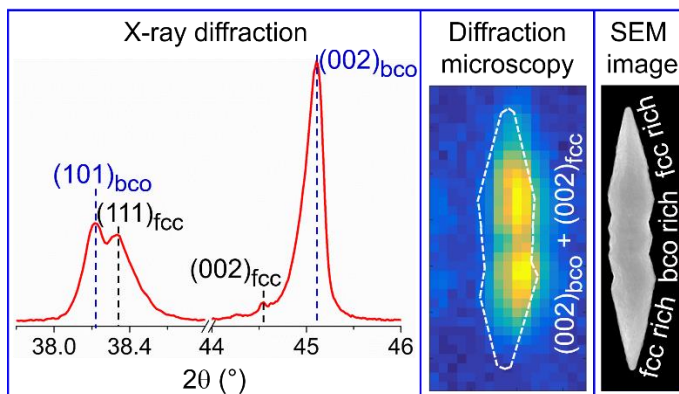 X-ray diffraction
(002)bco
(101)bco
(111)fcc
(002)fcc
38.0 38.4 44 45 46
2θ (°)
Diffraction
microscopy
(002)bco + (002)fcc
SEM
image
fcc rich
bco rich
fcc rich